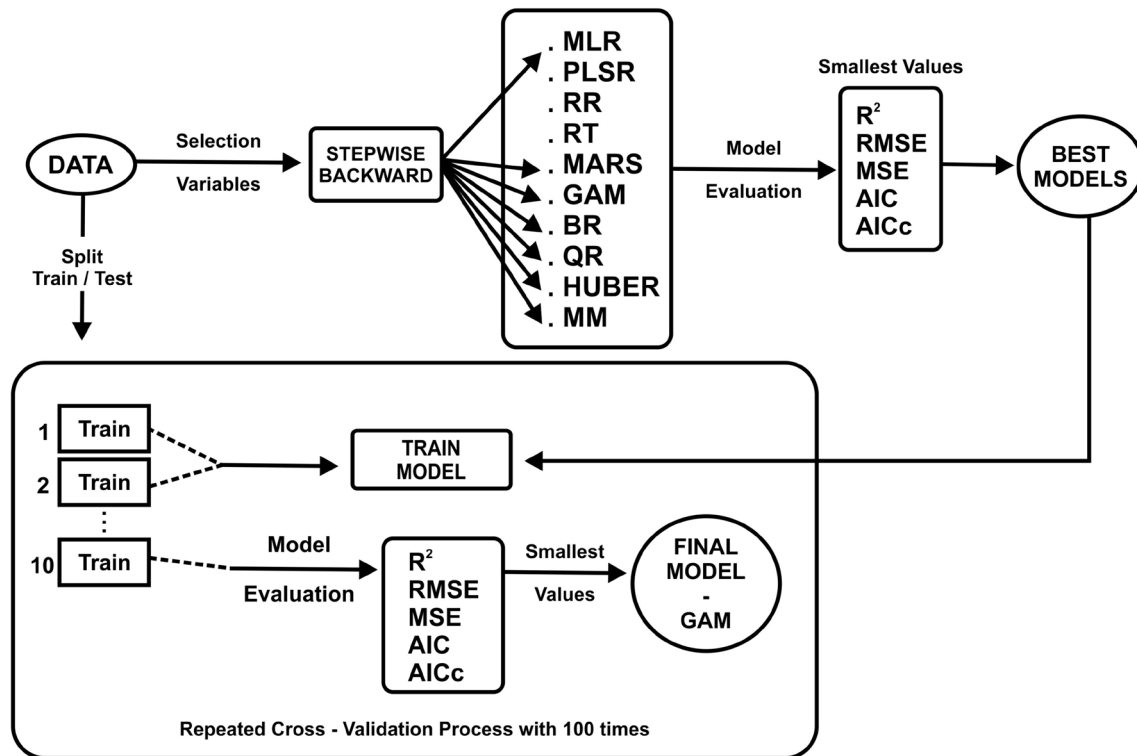 DATA
Selection
Variables
STEPWISE
BACKWARD
. MLR
. PLSR
. RR
. RT
. MARS
. GAM
. BR
. QR
. HUBER
. MM
Model
Evaluation
Smallest Values
R²
RMSE
MSE
AIC
AICc
BEST
MODELS
Split
Train / Test
1 Train
2 Train
10 Train
TRAIN
MODEL
Model
Evaluation
R²
RMSE
MSE
AIC
AICc
Smallest
Values
FINAL
MODEL
-
GAM
Repeated Cross - Validation Process with 100 times